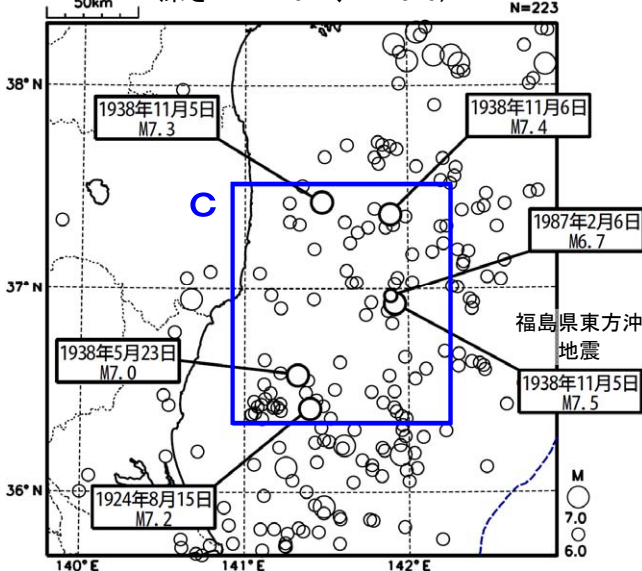 50km
N=223
38°N
1938年11月5日
M7.3
1938年11月6日
M7.4
C
1987年2月6日
M6.7
37°N
福島県東方沖
地震
1938年5月23日
M7.0
1938年11月5日
M7.5
36°N
1924年8月15日
M7.2
M
7.0
6.0
140°E
141°E
142°E